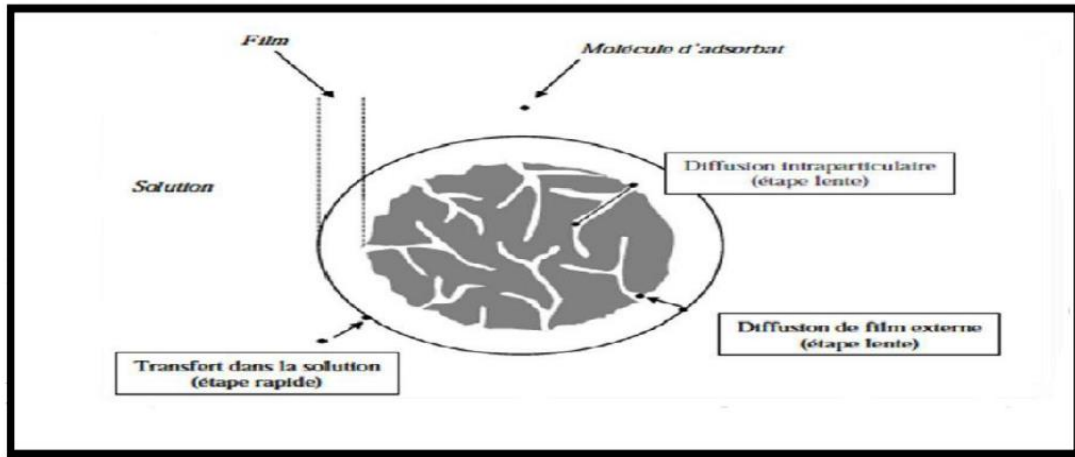 Film
Molécule d'adsorbat
Diffusion intraparticulaire
(étape lente)
Solution
Diffusion de film externe
(étape lente)
Transfert dans la solution
(étape rapide)